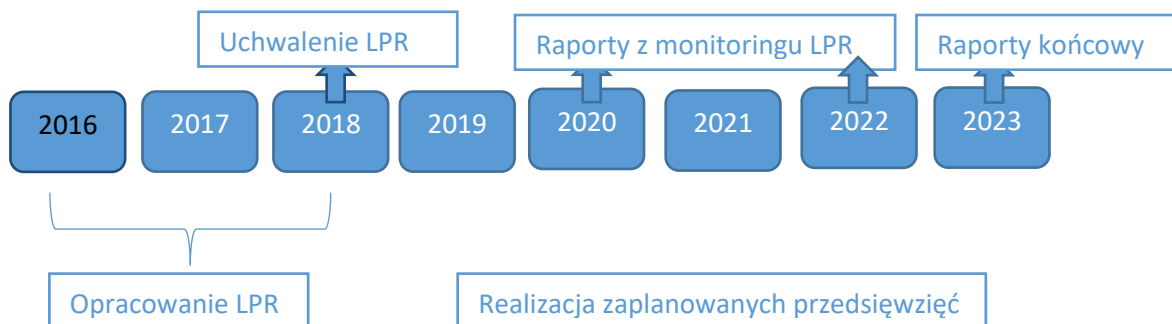 Uchwalenie LPR
Raporty z monitoringu LPR
Raporty końcowy
2016
2017
2018
2019
2020
2021
2022
2023
Opracowanie LPR
Realizacja zaplanowanych przedsięwzięć